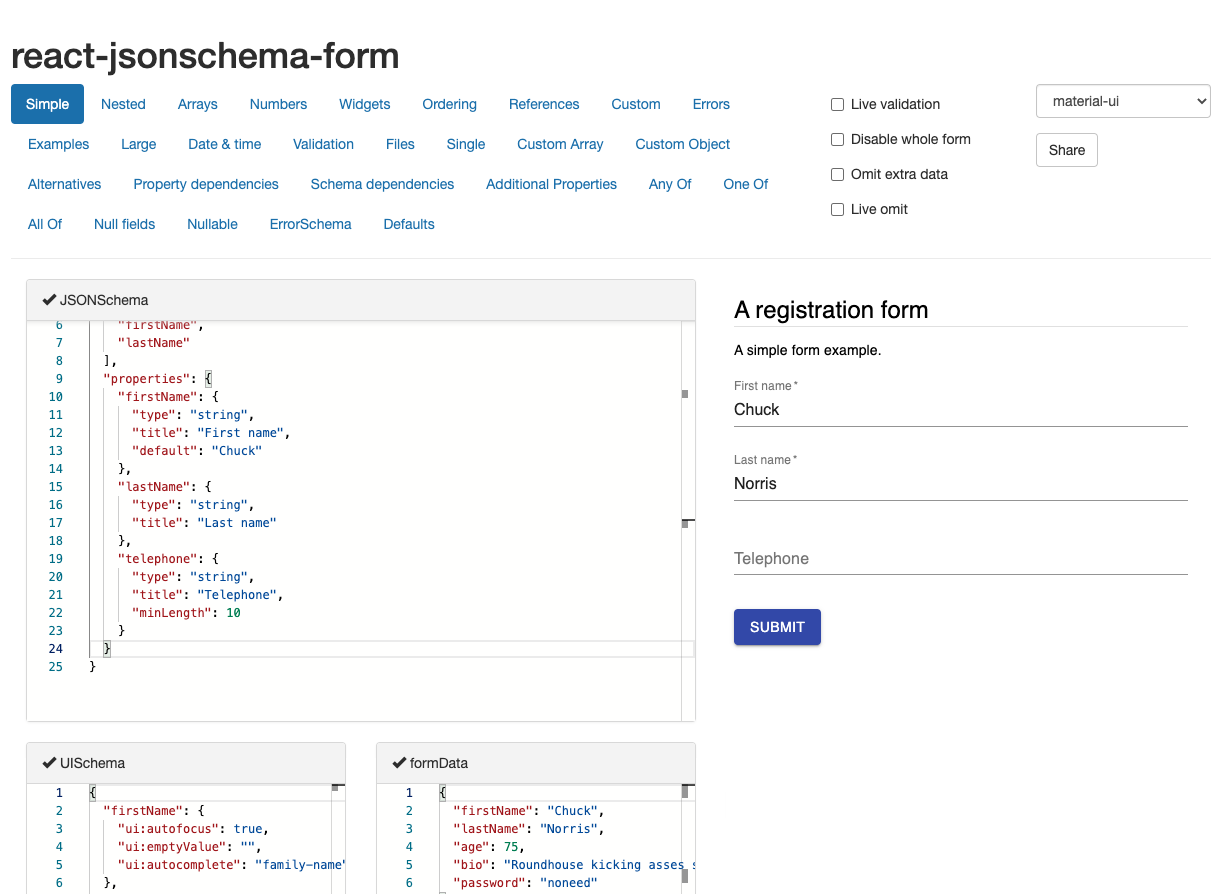 react-jsonschema-form
Simple Nested Arrays Numbers Widgets Ordering References Custom Errors
Examples Large Date & time Validation Files Single Custom Array Custom Object
Alternatives Property dependencies Schema dependencies Additional Properties Any Of One Of
All Of Null fields Nullable ErrorSchema Defaults
Live validation
Disable whole form
Omit extra data
Live omit
material-ui
Share
JSONSchema
6 "firstName",
7 "lastName"
8 ],
9 "properties": {
10 "firstName": {
11 "type": "string",
12 "title": "First name",
13 "default": "Chuck"
14 },
15 "lastName": {
16 "type": "string",
17 "title": "Last name"
18 },
19 "telephone": {
20 "type": "string",
21 "title": "Telephone",
22 "minLength": 10
23 }
24 }
25 }
UISchema
1 {
2 "firstName": {
3 "ui:autofocus": true,
4 "ui:emptyValue": "",
5 "ui:autocomplete": "family-name"
6 },
formData
1 {
2 "firstName": "Chuck",
3 "lastName": "Norris",
4 "age": 75,
5 "bio": "Roundhouse kicking asses s
6 "password": "noneed"
A registration form
A simple form example.
First name *
Chuck
Last name *
Norris
Telephone
SUBMIT